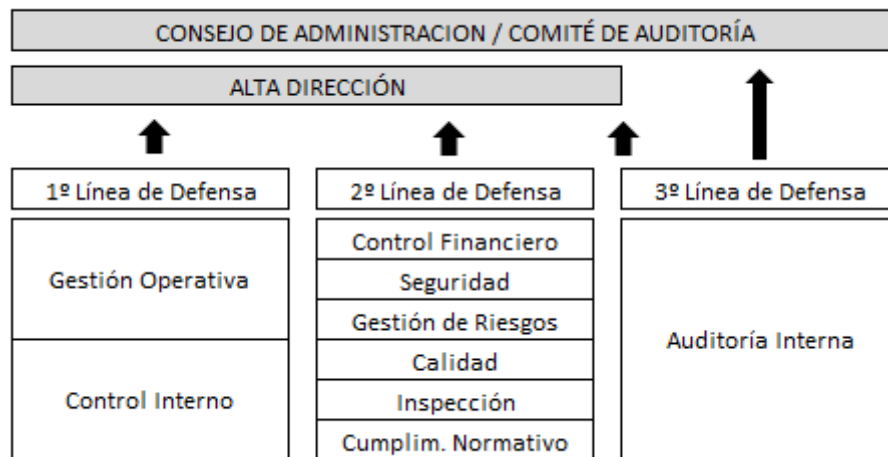 CONSEJO DE ADMINISTRACION / COMITÉ DE AUDITORÍA
ALTA DIRECCIÓN
1º Línea de Defensa
2º Línea de Defensa
3º Línea de Defensa
Gestión Operativa
Control Interno
Control Financiero
Seguridad
Gestión de Riesgos
Calidad
Inspección
Cumplim. Normativo
Auditoría Interna